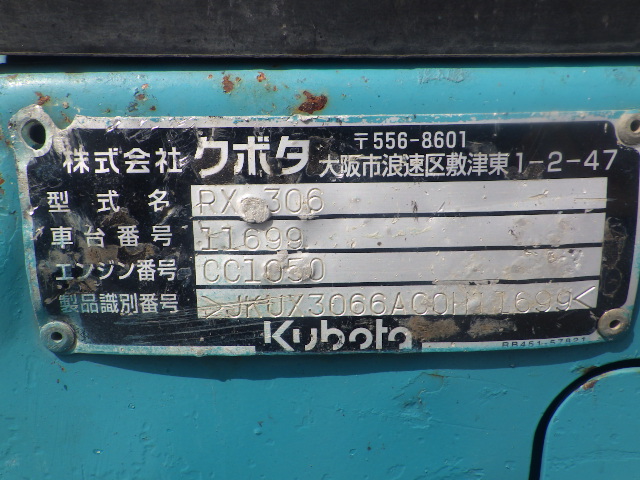 〒556-8601
株式会社 クボタ 大阪市浪速区敷津東1-2-47
型式名 RX-306
車台番号 11699
エンジン番号 CC1050
製品識別番号 >JKUX3066AC0H11699<
Kubota